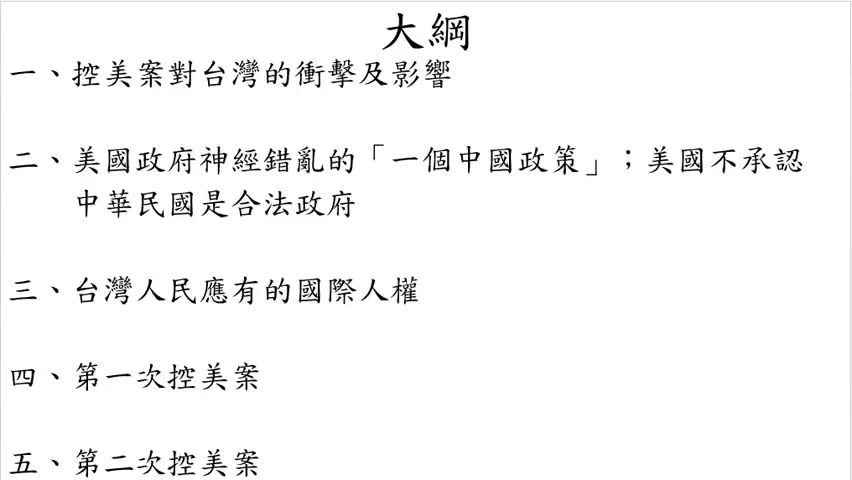 大綱
一、控美案對台灣的衝擊及影響
二、美國政府神經錯亂的「一個中國政策」；美國不承認
中華民國是合法政府
三、台灣人民應有的國際人權
四、第一次控美案
五、第二次控美案